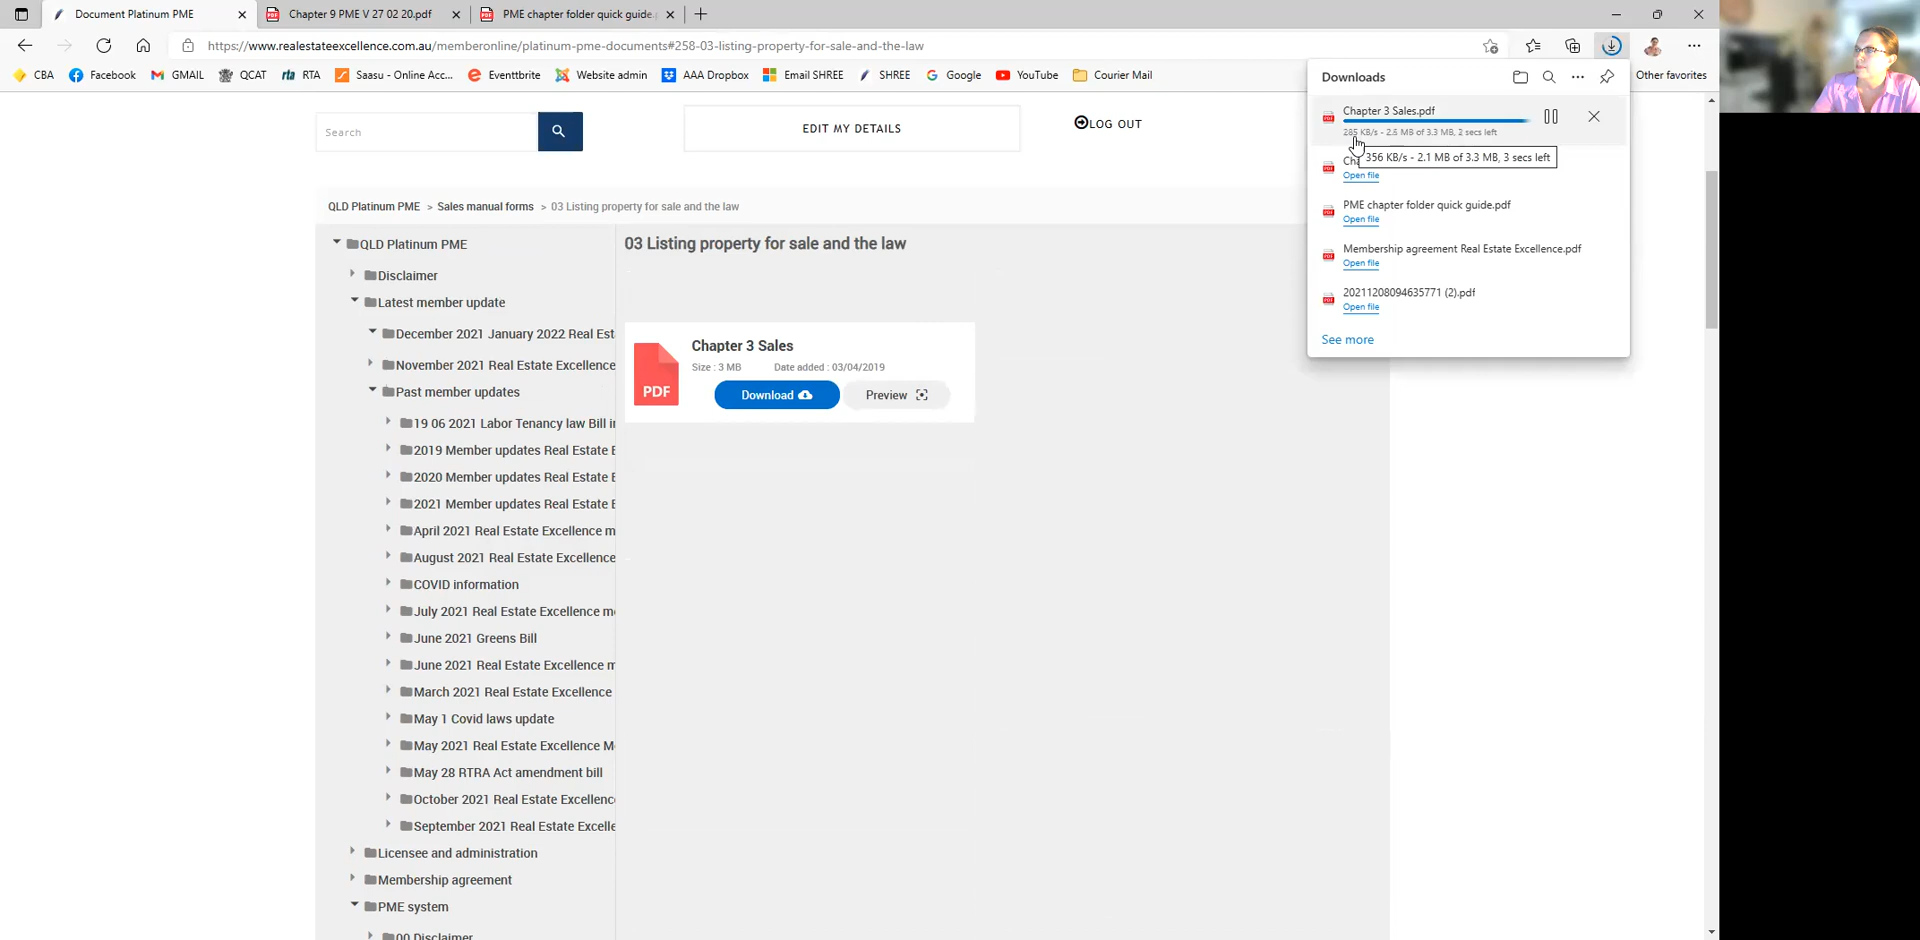 Document Platinum PME
Chapter 9 PME V 27 02 20.pdf
PME chapter folder quick guide.
https://www.realestateexcellence.com.au/memberonline/platinum-pme-documents#258-03-listing-property-for-sale-and-the-law
CBA
Facebook
GMAIL
QCAT
rta RTA
Saasu - Online Acc...
Eventtbrite
Website admin
AAA Dropbox
Email SHREE
SHREE
Google
YouTube
Courier Mail
Other favorites
Downloads
Chapter 3 Sales.pdf
285 KB/s - 2.5 MB of 3.3 MB, 2 secs left
356 KB/s - 2.1 MB of 3.3 MB, 3 secs left
Cha
Open file
PME chapter folder quick guide.pdf
Open file
Membership agreement Real Estate Excellence.pdf
Open file
20211208094635771 (2).pdf
Open file
See more
Search
EDIT MY DETAILS
LOG OUT
QLD Platinum PME > Sales manual forms > 03 Listing property for sale and the law
QLD Platinum PME
Disclaimer
Latest member update
December 2021 January 2022 Real Est
November 2021 Real Estate Excellence
Past member updates
19 06 2021 Labor Tenancy law Bill i
2019 Member updates Real Estate E
2020 Member updates Real Estate E
2021 Member updates Real Estate E
April 2021 Real Estate Excellence m
August 2021 Real Estate Excellence
COVID information
July 2021 Real Estate Excellence m
June 2021 Greens Bill
June 2021 Real Estate Excellence m
March 2021 Real Estate Excellence
May 1 Covid laws update
May 2021 Real Estate Excellence M
May 28 RTRA Act amendment bill
October 2021 Real Estate Excellenc
September 2021 Real Estate Excelle
Licensee and administration
Membership agreement
PME system
00 Disclaimer
03 Listing property for sale and the law
PDF
Chapter 3 Sales
Size : 3 MB Date added : 03/04/2019
Download
Preview